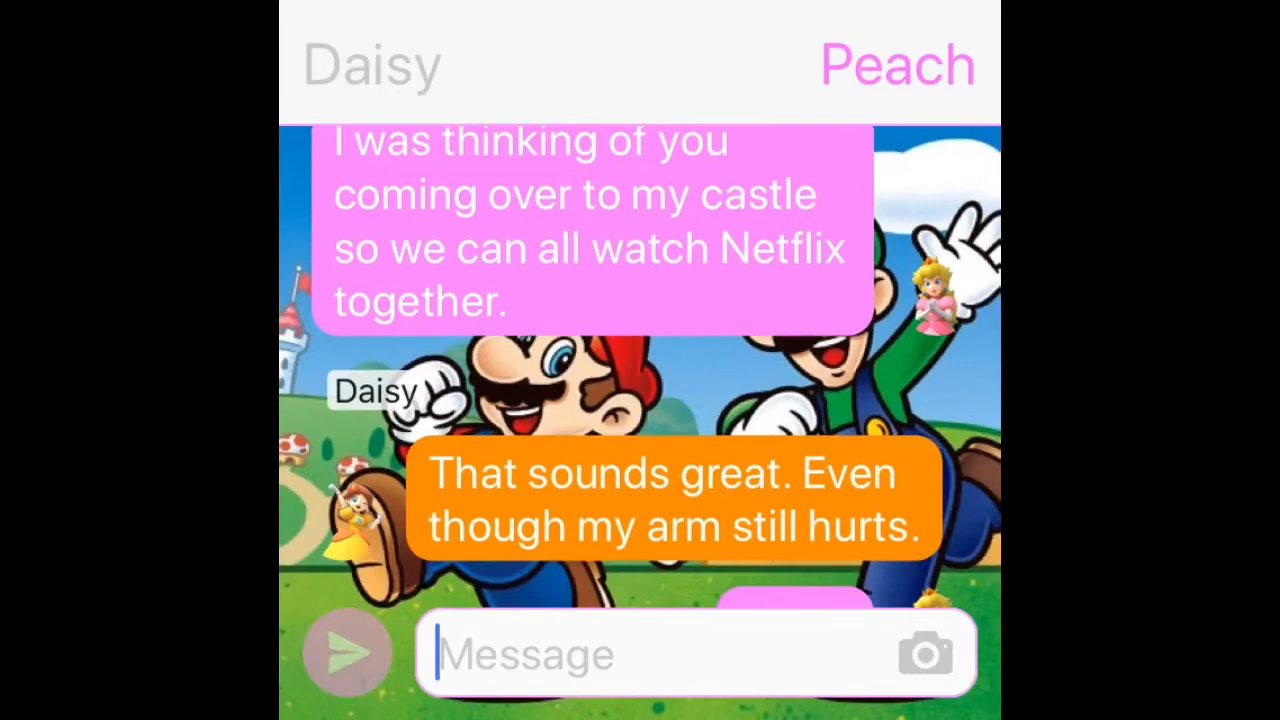 Daisy Peach
I was thinking of you
coming over to my castle
so we can all watch Netflix
together.
Daisy
That sounds great. Even
though my arm still hurts.
Message